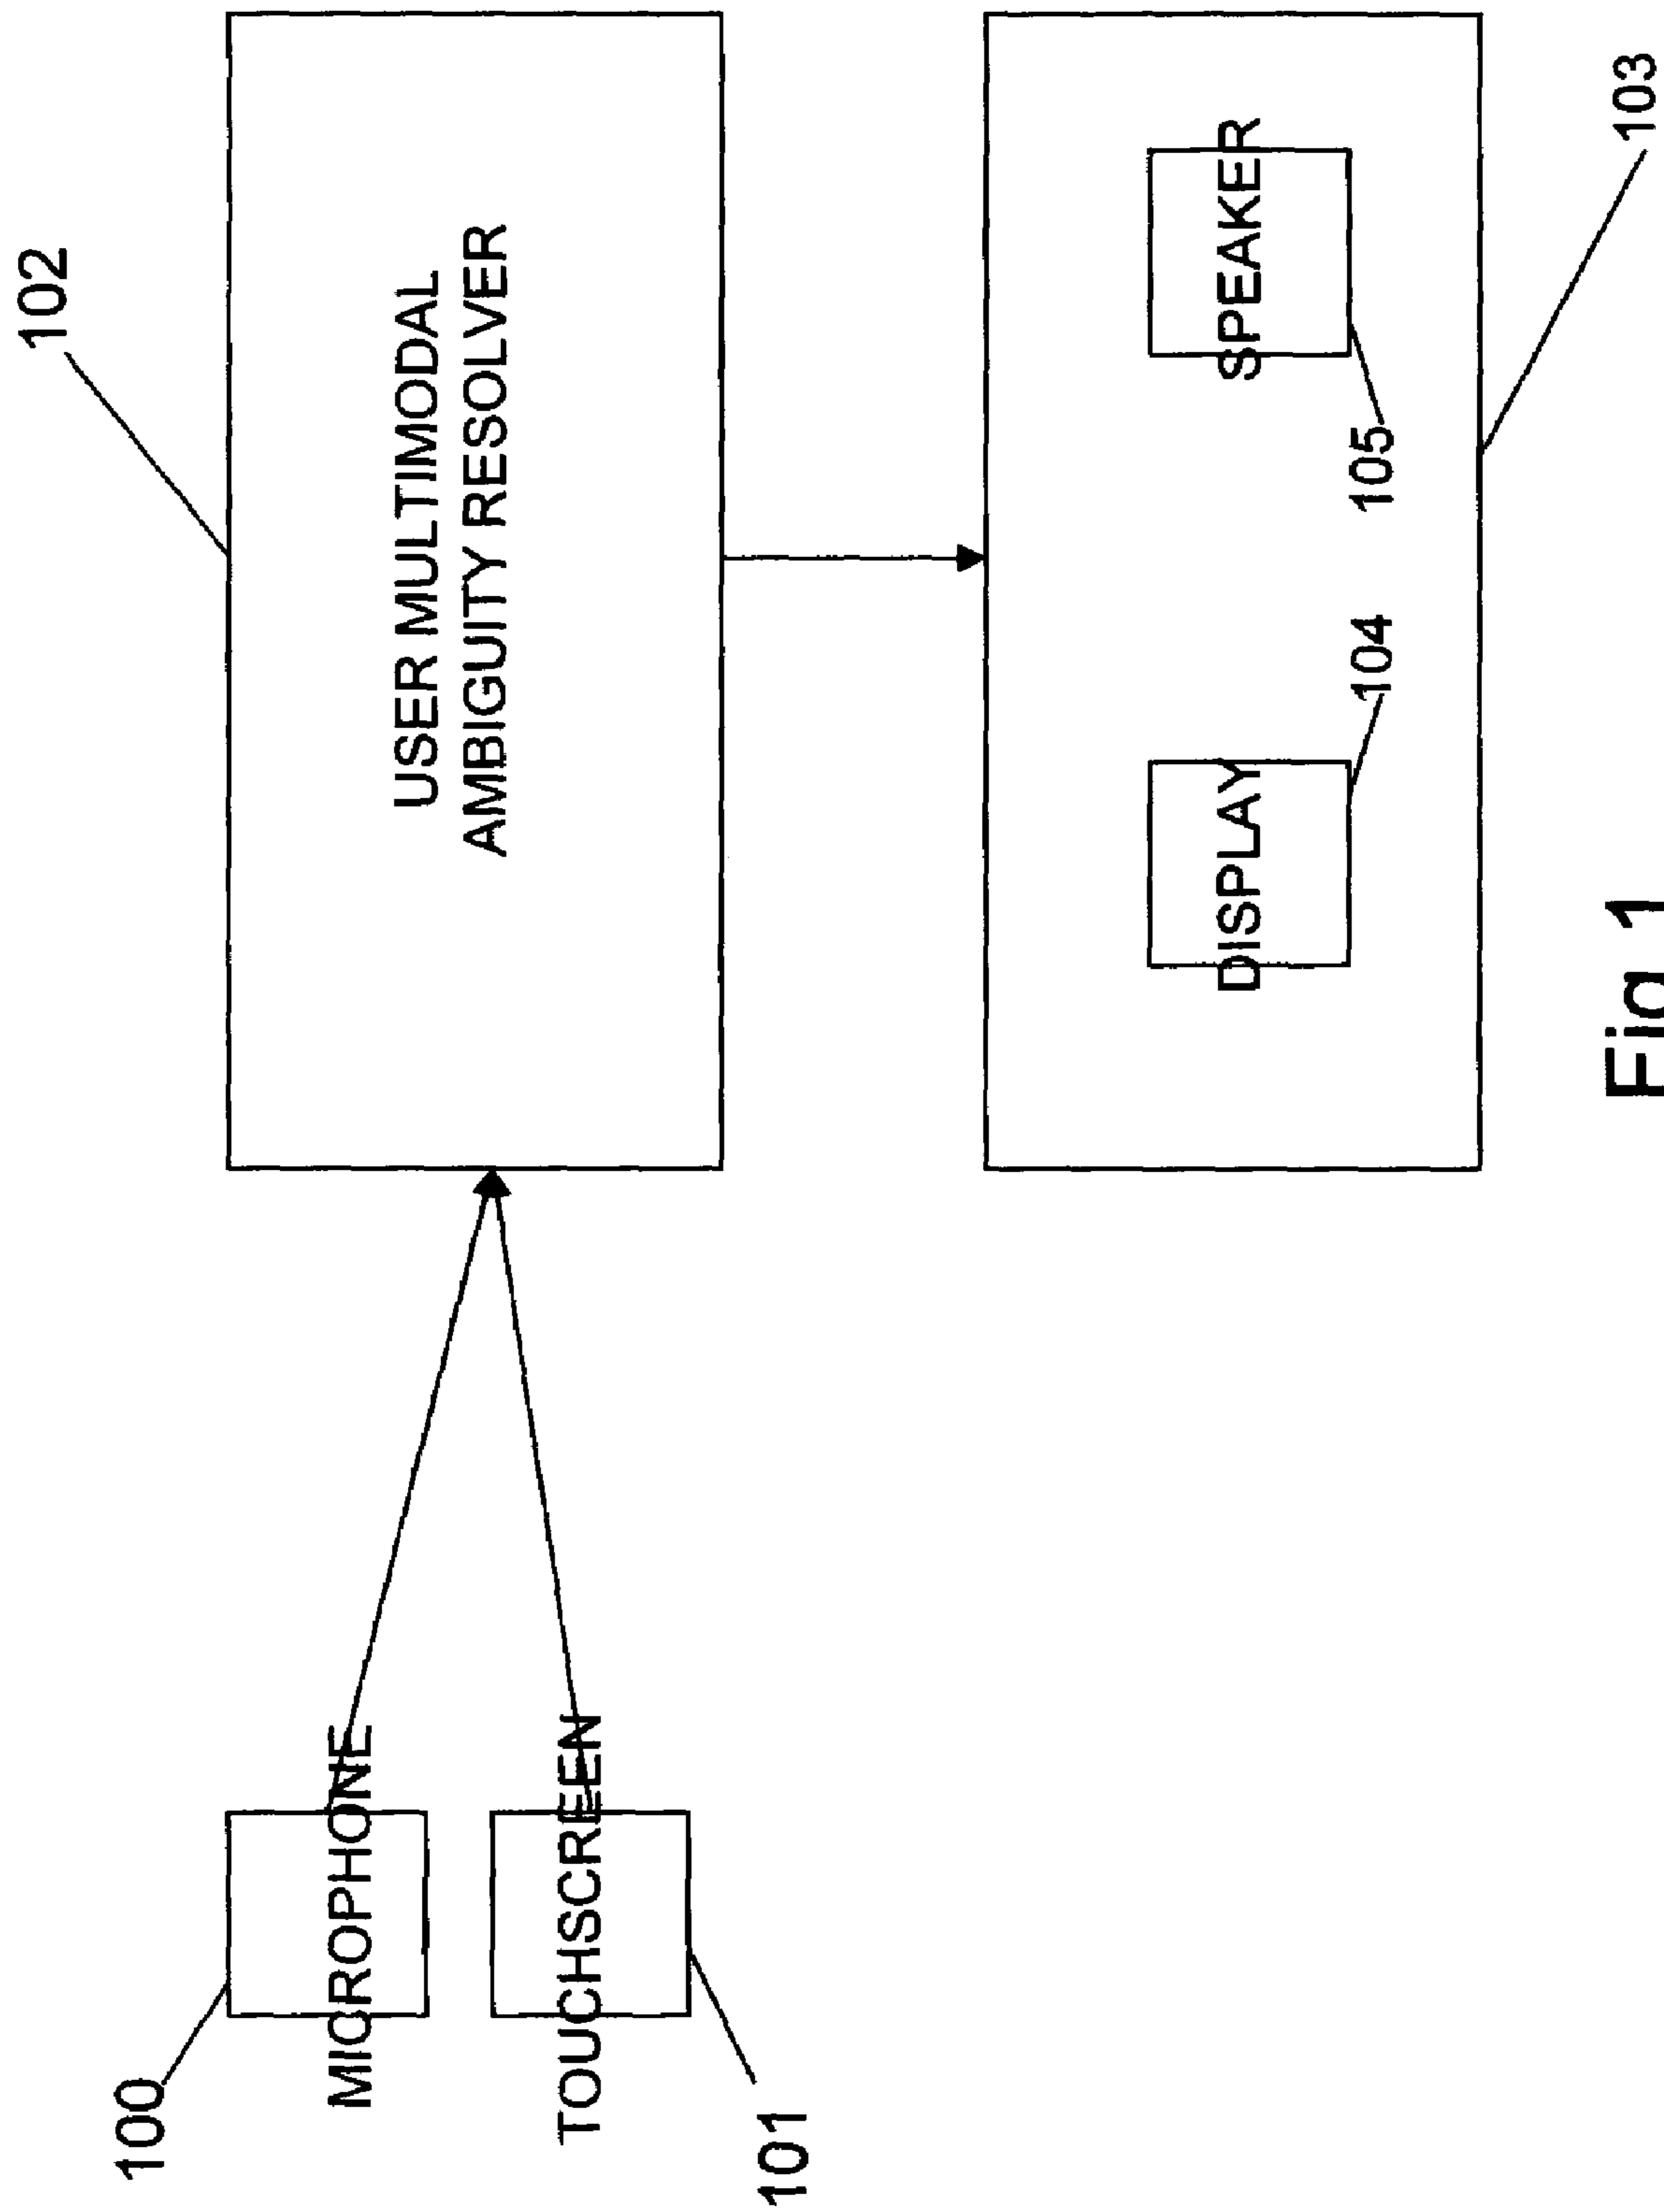 102
USER MULTIMODAL
AMBIGUITY RESOLVER
100
MICROPHONE
TOUCHSCREEN
101
DISPLAY
SPEAKER
104
105
103
Fig 1